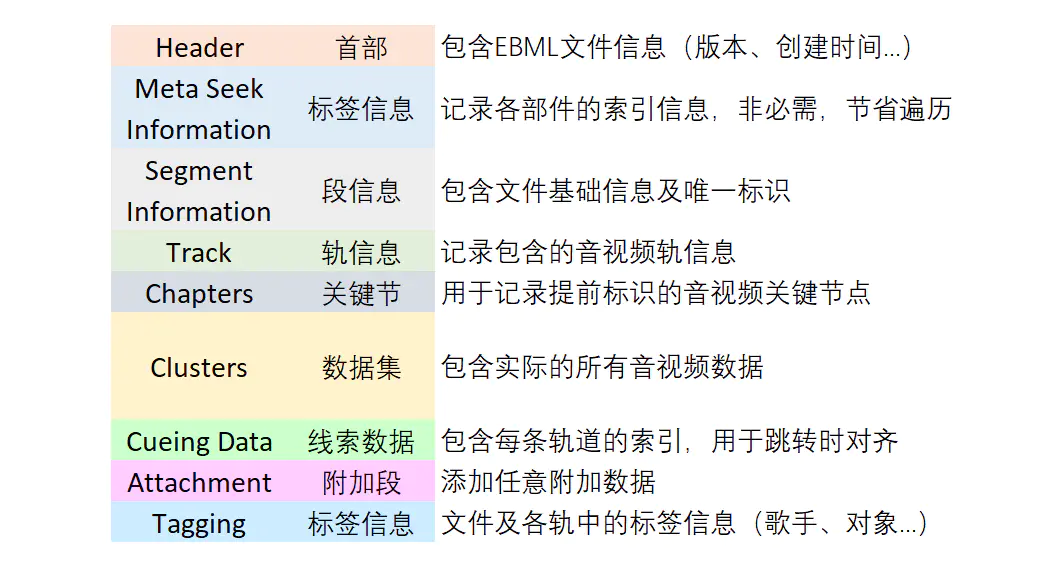 Header 首部 包含EBML文件信息（版本、创建时间...）
Meta Seek
Information 标签信息 记录各部件的索引信息，非必需，节省遍历
Segment
Information 段信息 包含文件基础信息及唯一标识
Track 轨信息 记录包含的音视频轨信息
Chapters 关键节 用于记录提前标识的音视频关键节点
Clusters 数据集 包含实际的所有音视频数据
Cueing Data 线索数据 包含每条轨道的索引，用于跳转时对齐
Attachment 附加段 添加任意附加数据
Tagging 标签信息 文件及各轨中的标签信息（歌手、对象...）